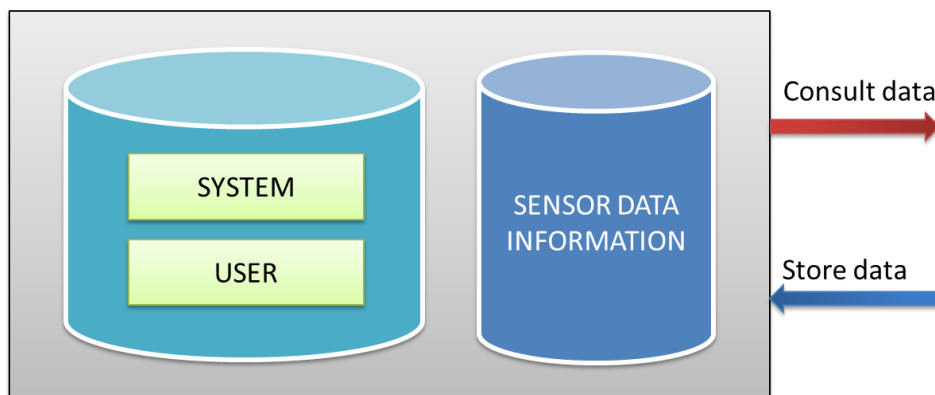 SYSTEM
USER
SENSOR DATA
INFORMATION
Consult data
Store data